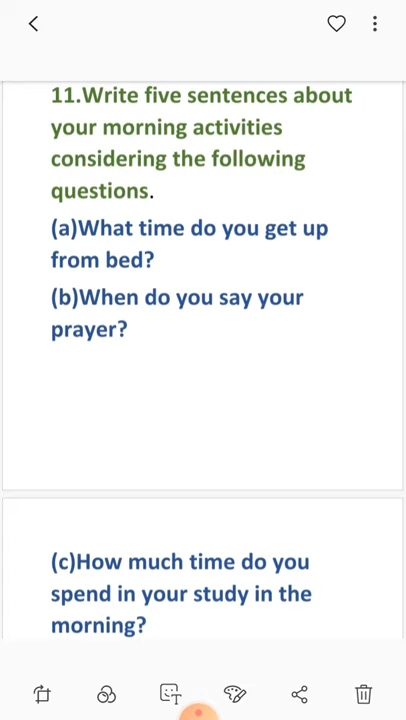 11.Write five sentences about
your morning activities
considering the following
questions.
(a)What time do you get up
from bed?
(b)When do you say your
prayer?
(c)How much time do you
spend in your study in the
morning?